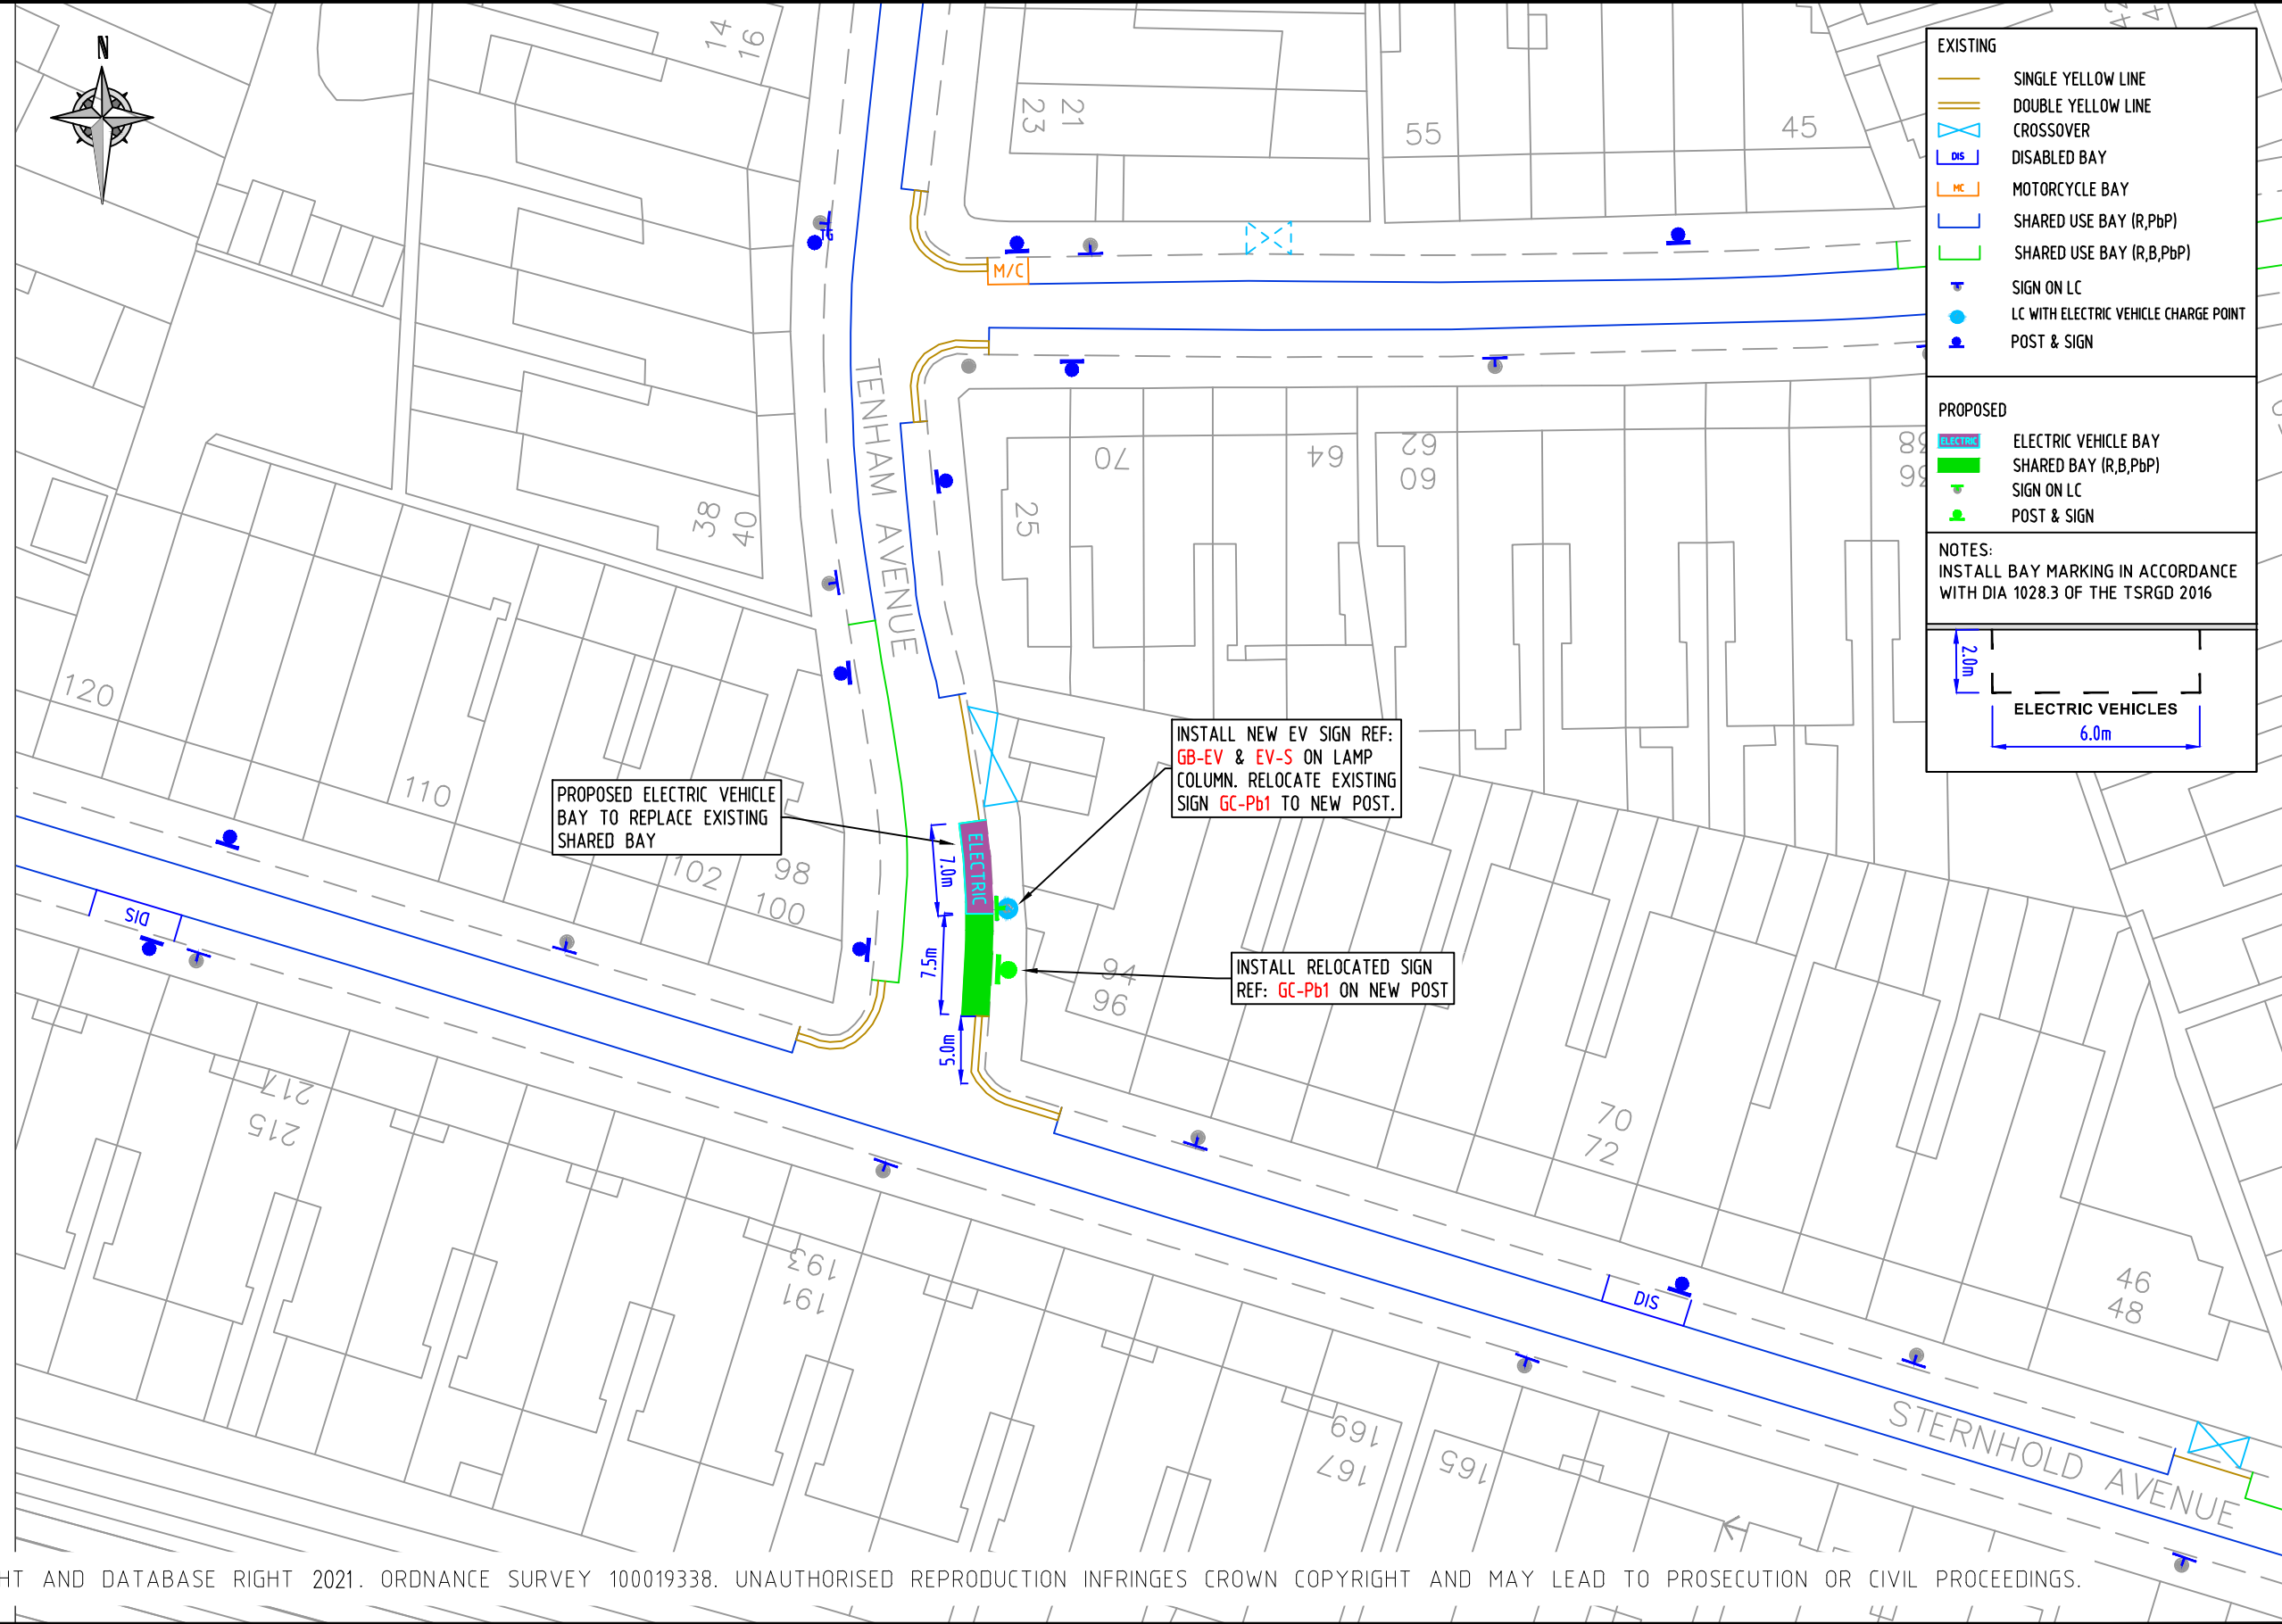 N
14
16
23
21
55
45
TG
M/C
TENHAM AVENUE
38
40
25
70
64
62
60
120
110
102
98
100
94
96
PROPOSED ELECTRIC VEHICLE
BAY TO REPLACE EXISTING
SHARED BAY
INSTALL NEW EV SIGN REF:
GB-EV & EV-S ON LAMP
COLUMN. RELOCATE EXISTING
SIGN GC-Pb1 TO NEW POST.
ELECTRIC
7.0m
7.5m
5.0m
INSTALL RELOCATED SIGN
REF: GC-Pb1 ON NEW POST
DIS
217
215
193
191
169
167
165
70
72
DIS
46
48
STERNHOLD AVENUE
EXISTING
SINGLE YELLOW LINE
DOUBLE YELLOW LINE
CROSSOVER
DIS DISABLED BAY
MC MOTORCYCLE BAY
SHARED USE BAY (R,PbP)
SHARED USE BAY (R,B,PbP)
SIGN ON LC
LC WITH ELECTRIC VEHICLE CHARGE POINT
POST & SIGN
PROPOSED
ELECTRIC ELECTRIC VEHICLE BAY
SHARED BAY (R,B,PbP)
SIGN ON LC
POST & SIGN
NOTES:
INSTALL BAY MARKING IN ACCORDANCE
WITH DIA 1028.3 OF THE TSRGD 2016
2.0m
ELECTRIC VEHICLES
6.0m
HT AND DATABASE RIGHT 2021. ORDNANCE SURVEY 100019338. UNAUTHORISED REPRODUCTION INFRINGES CROWN COPYRIGHT AND MAY LEAD TO PROSECUTION OR CIVIL PROCEEDINGS.